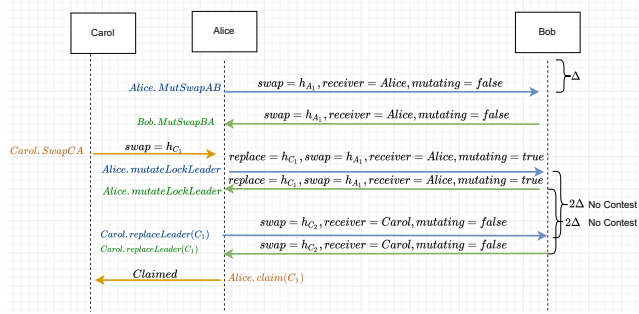 Carol
Alice
Bob
Δ
Alice.MutSwapAB
swap = h_{A_1}, receiver = Alice, mutating = false
Bob.MutSwapBA
swap = h_{A_1}, receiver = Alice, mutating = false
Carol.SwapCA
swap = h_{C_1}
replace = h_{C_1}, swap = h_{A_1}, receiver = Alice, mutating = true
Alice.mutateLockLeader
replace = h_{C_1}, swap = h_{A_1}, receiver = Alice, mutating = true
Alice.mutateLockLeader
2Δ No Contest
2Δ No Contest
swap = h_{C_2}, receiver = Carol, mutating = false
Carol.replaceLeader(C_1)
swap = h_{C_2}, receiver = Carol, mutating = false
Carol.replaceLeader(C_1)
Claimed
Alice.claim(C_1)